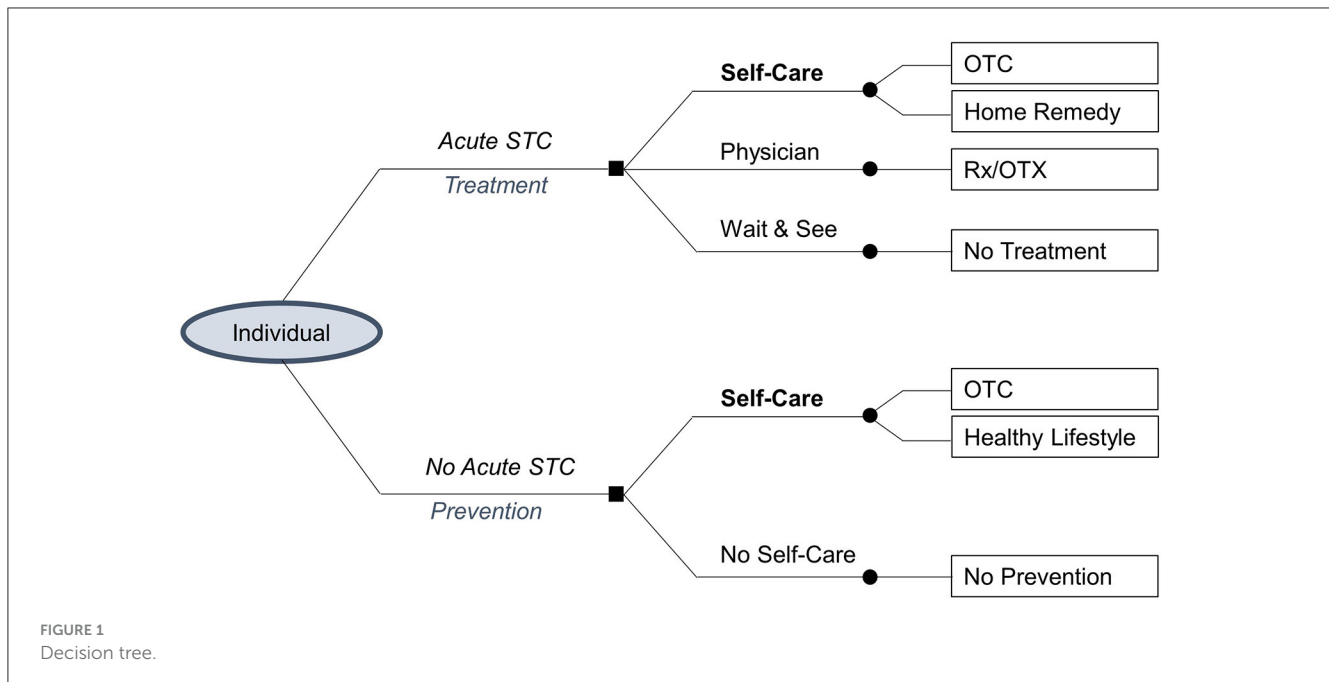 Self-Care
OTC
Home Remedy
Acute STC
Treatment
Physician
Rx/OTX
Wait & See
No Treatment
Individual
Self-Care
OTC
Healthy Lifestyle
No Acute STC
Prevention
No Self-Care
No Prevention
FIGURE 1
Decision tree.